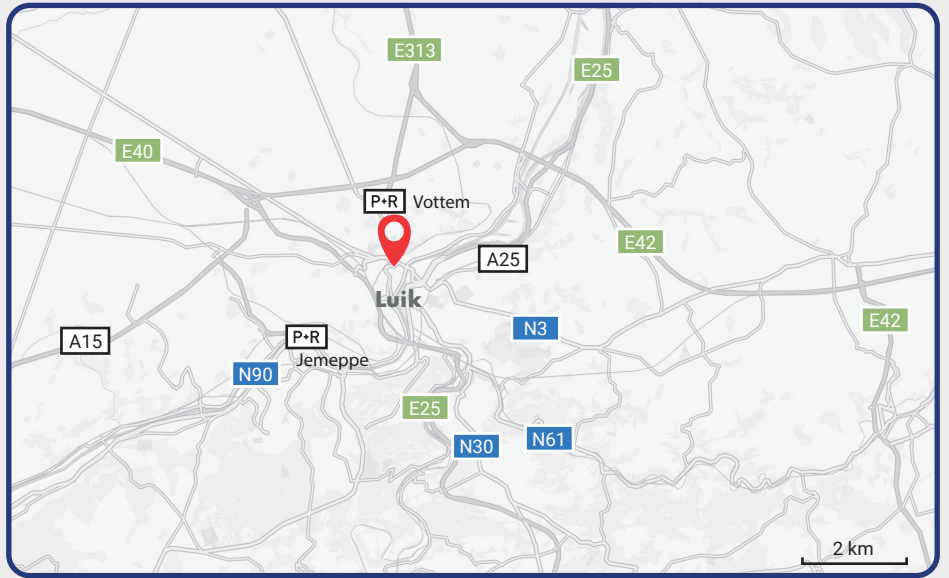 E313
E25
E40
P+R Vottem
E42
A25
Luik
E42
N3
A15
P+R
Jemeppe
N90
E25
N61
N30
2 km